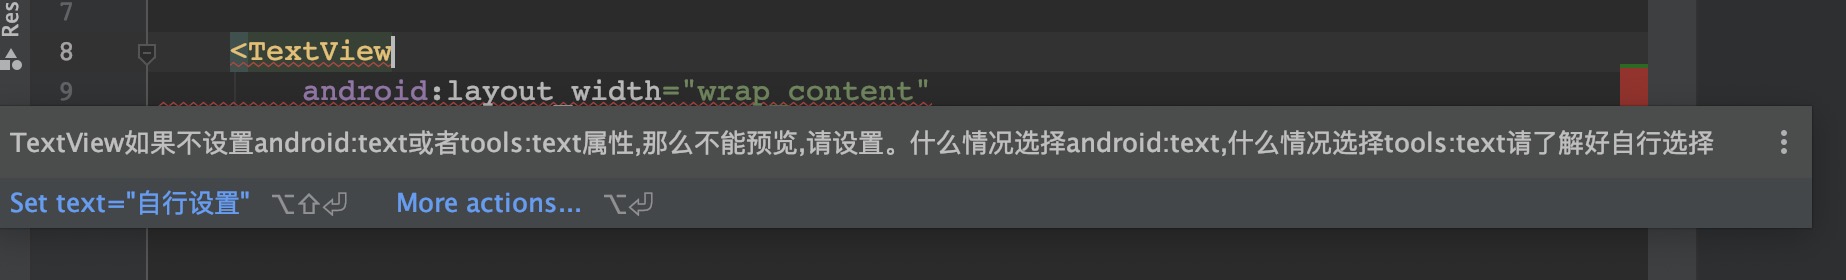 Res
7
8 <TextView
9 android:layout_width="wrap_content"
TextView如果不设置android:text或者tools:text属性,那么不能预览,请设置。什么情况选择android:text,什么情况选择tools:text请了解好自行选择
Set text="自行设置" ⌥⇧⏎ More actions... ⌥⏎